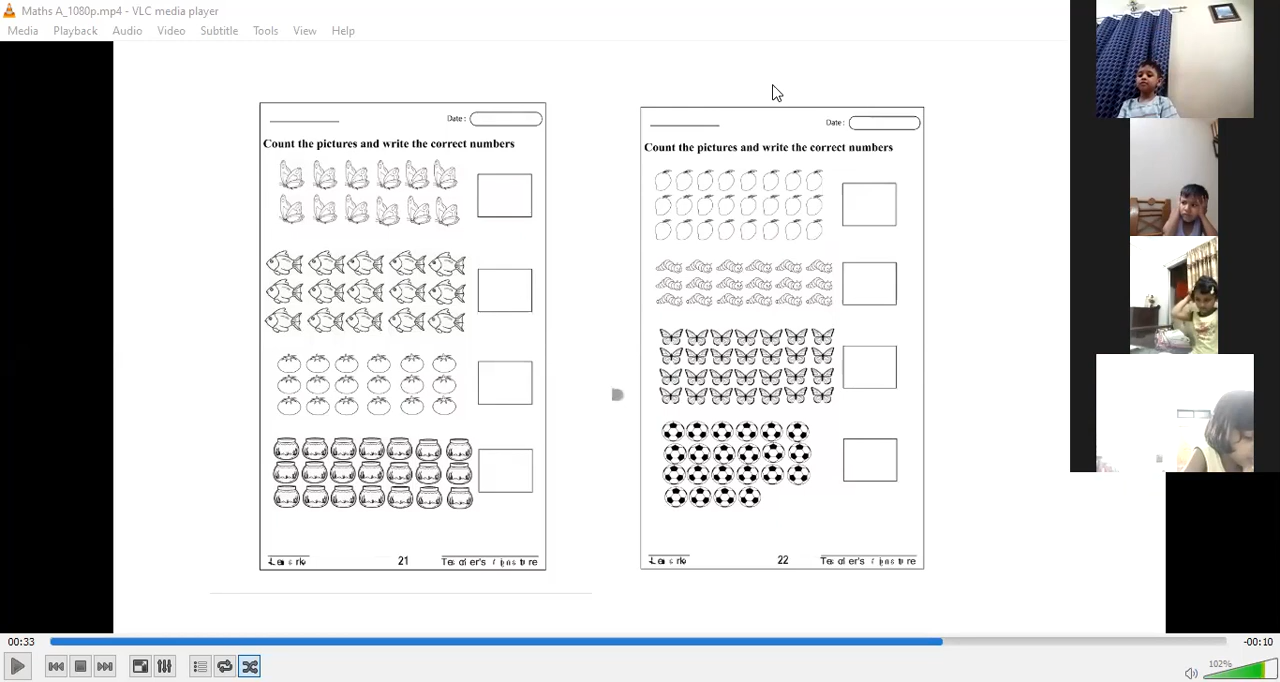 Maths A_1080p.mp4 - VLC media player
Media Playback Audio Video Subtitle Tools View Help
Date :
Count the pictures and write the correct numbers
21
Date :
Count the pictures and write the correct numbers
22
00:33
-00:10
102%